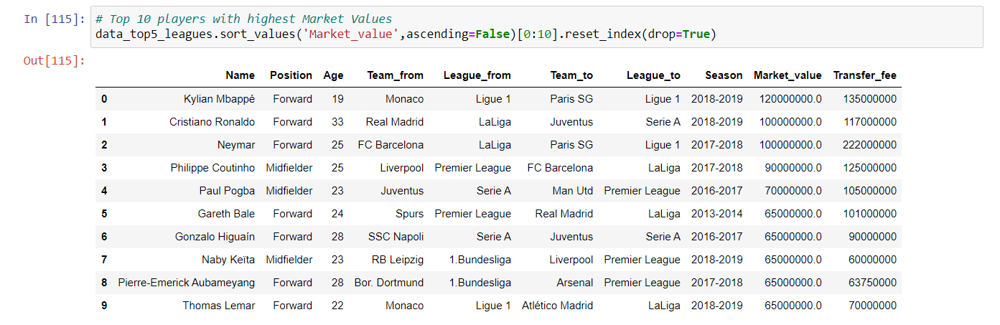 In [115]: # Top 10 players with highest Market Values
data_top5_leagues.sort_values('Market_value',ascending=False)[0:10].reset_index(drop=True)
Out[115]:
Name Position Age Team_from League_from Team_to League_to Season Market_value Transfer_fee
0 Kylian Mbappé Forward 19 Monaco Ligue 1 Paris SG Ligue 1 2018-2019 120000000.0 135000000
1 Cristiano Ronaldo Forward 33 Real Madrid LaLiga Juventus Serie A 2018-2019 100000000.0 117000000
2 Neymar Forward 25 FC Barcelona LaLiga Paris SG Ligue 1 2017-2018 100000000.0 222000000
3 Philippe Coutinho Midfielder 25 Liverpool Premier League FC Barcelona LaLiga 2017-2018 90000000.0 125000000
4 Paul Pogba Midfielder 23 Juventus Serie A Man Utd Premier League 2016-2017 70000000.0 105000000
5 Gareth Bale Forward 24 Spurs Premier League Real Madrid LaLiga 2013-2014 65000000.0 101000000
6 Gonzalo Higuaín Forward 28 SSC Napoli Serie A Juventus Serie A 2016-2017 65000000.0 90000000
7 Naby Keïta Midfielder 23 RB Leipzig 1.Bundesliga Liverpool Premier League 2018-2019 65000000.0 60000000
8 Pierre-Emerick Aubameyang Forward 28 Bor. Dortmund 1.Bundesliga Arsenal Premier League 2017-2018 65000000.0 63750000
9 Thomas Lemar Forward 22 Monaco Ligue 1 Atlético Madrid LaLiga 2018-2019 65000000.0 70000000